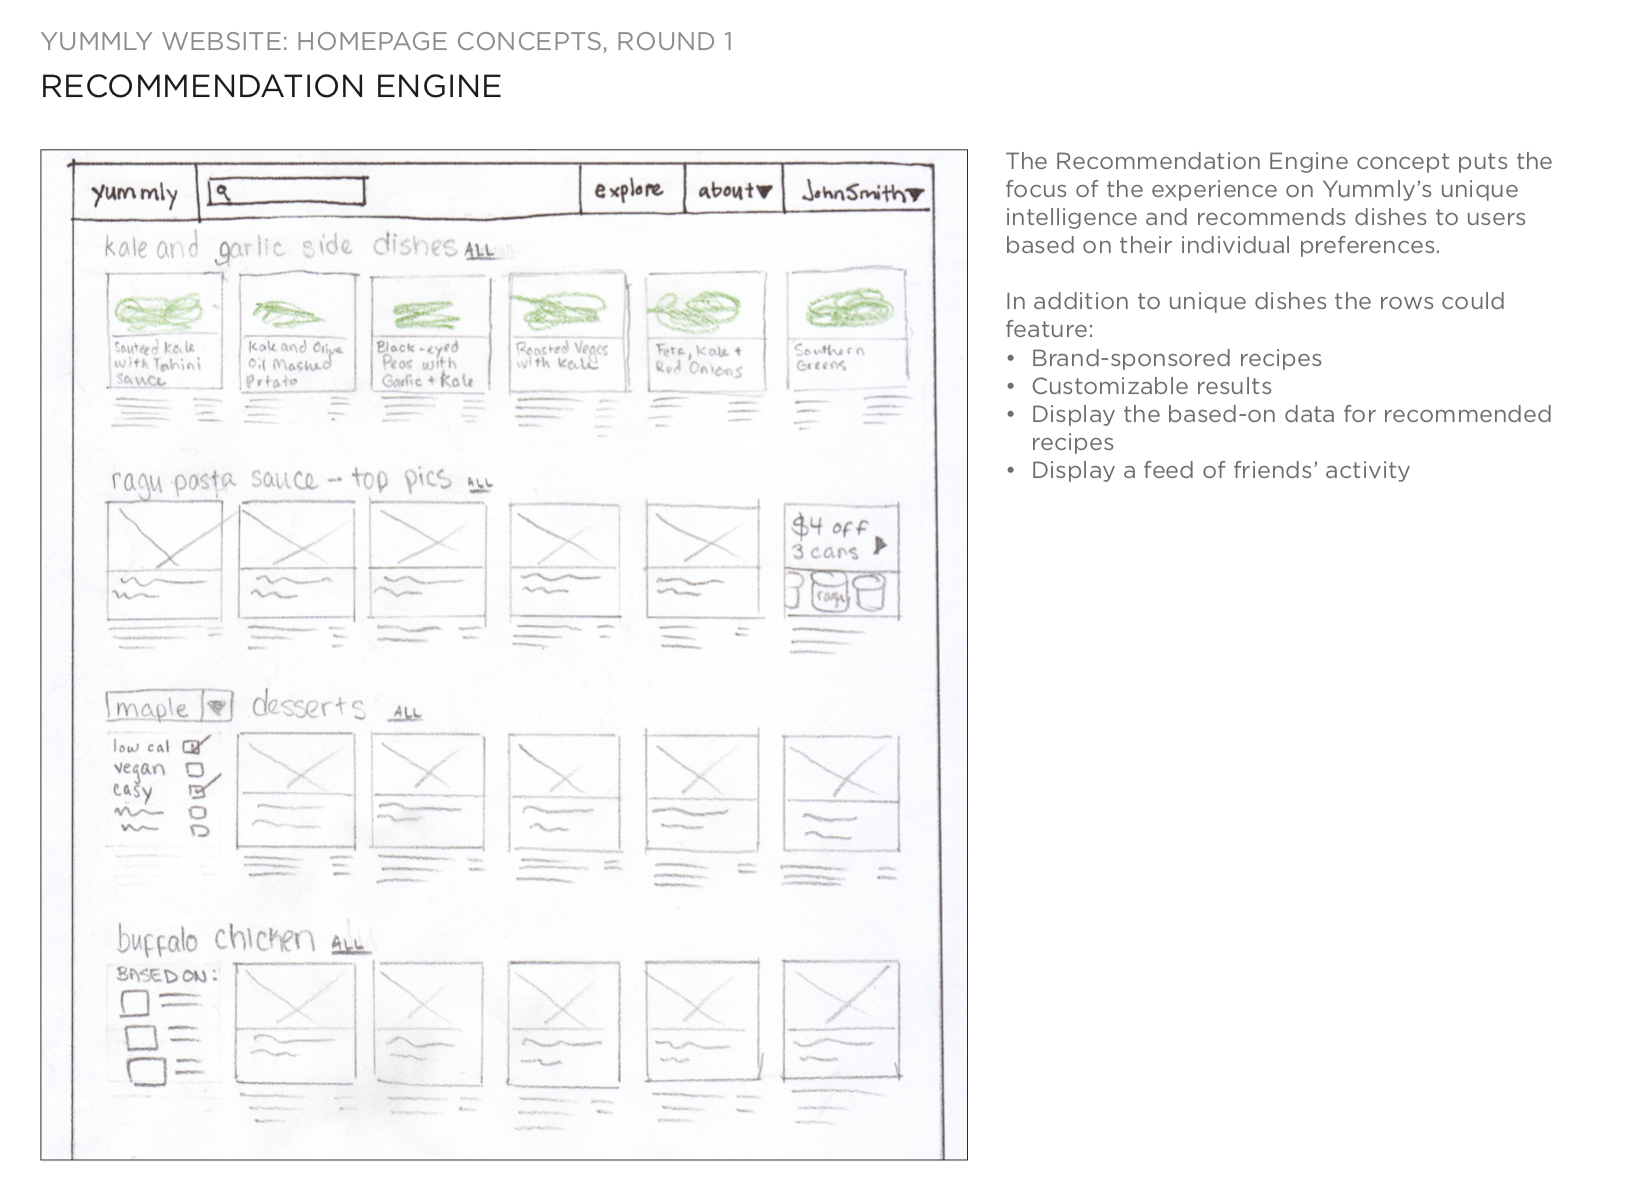 YUMMLY WEBSITE: HOMEPAGE CONCEPTS, ROUND 1
RECOMMENDATION ENGINE
yummly
explore
about
JohnSmith
kale and garlic side dishes ALL
Sauteed Kale
with Tahini
Sauce
Kale and Olive
Oil Mashed
Potato
Black-eyed
Peas with
Garlic + Kale
Roasted Veges
with Kale
Feta, Kale +
Red Onions
Southern
Greens
ragu pasta sauce - top pics ALL
$4 off
3 cans
ragu
maple desserts ALL
low cal
vegan
easy
buffalo chicken ALL
BASED ON:
The Recommendation Engine concept puts the
focus of the experience on Yummly’s unique
intelligence and recommends dishes to users
based on their individual preferences.
In addition to unique dishes the rows could
feature:
• Brand-sponsored recipes
• Customizable results
• Display the based-on data for recommended
recipes
• Display a feed of friends’ activity